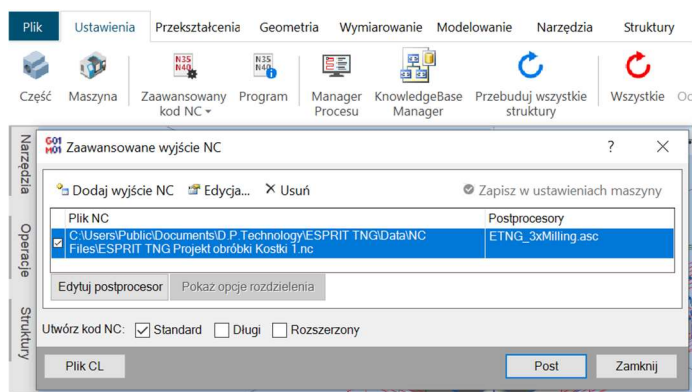 Plik Ustawienia Przekształcenia Geometria Wymiarowanie Modelowanie Narzędzia Struktury
N35 N35
N40 N40
Część Maszyna Zaawansowany Program Manager KnowledgeBase Przebuduj wszystkie Wszystkie
kod NC Procesu Manager struktury
Narzędzia
Operacje
Struktury
G01
M01 Zaawansowane wyjście NC ?
Dodaj wyjście NC Edycja... Usuń Zapisz w ustawieniach maszyny
Plik NC Postprocesory
C:\Users\Public\Documents\D.P.Technology\ESPRIT TNG\Data\NC ETNG_3xMilling.asc
Files\ESPRIT TNG Projekt obróbki Kostki 1.nc
Edytuj postprocesor Pokaż opcje rozdzielenia
Utwórz kod NC: Standard Długi Rozszerzony
Plik CL Post Zamknij